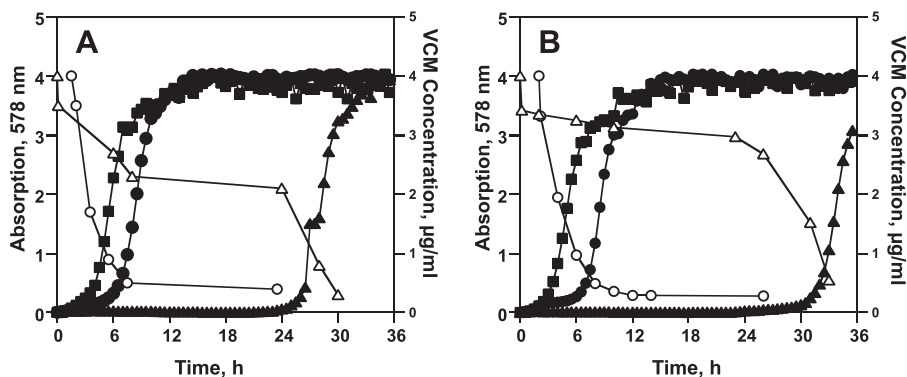 A
5
4
3
2
1
0
0 6 12 18 24 30 36
5
4
3
2
1
0
Absorption, 578 nm
VCM Concentration, µg/ml
Time, h
B
5
4
3
2
1
0
0 6 12 18 24 30 36
5
4
3
2
1
0
Absorption, 578 nm
VCM Concentration, µg/ml
Time, h